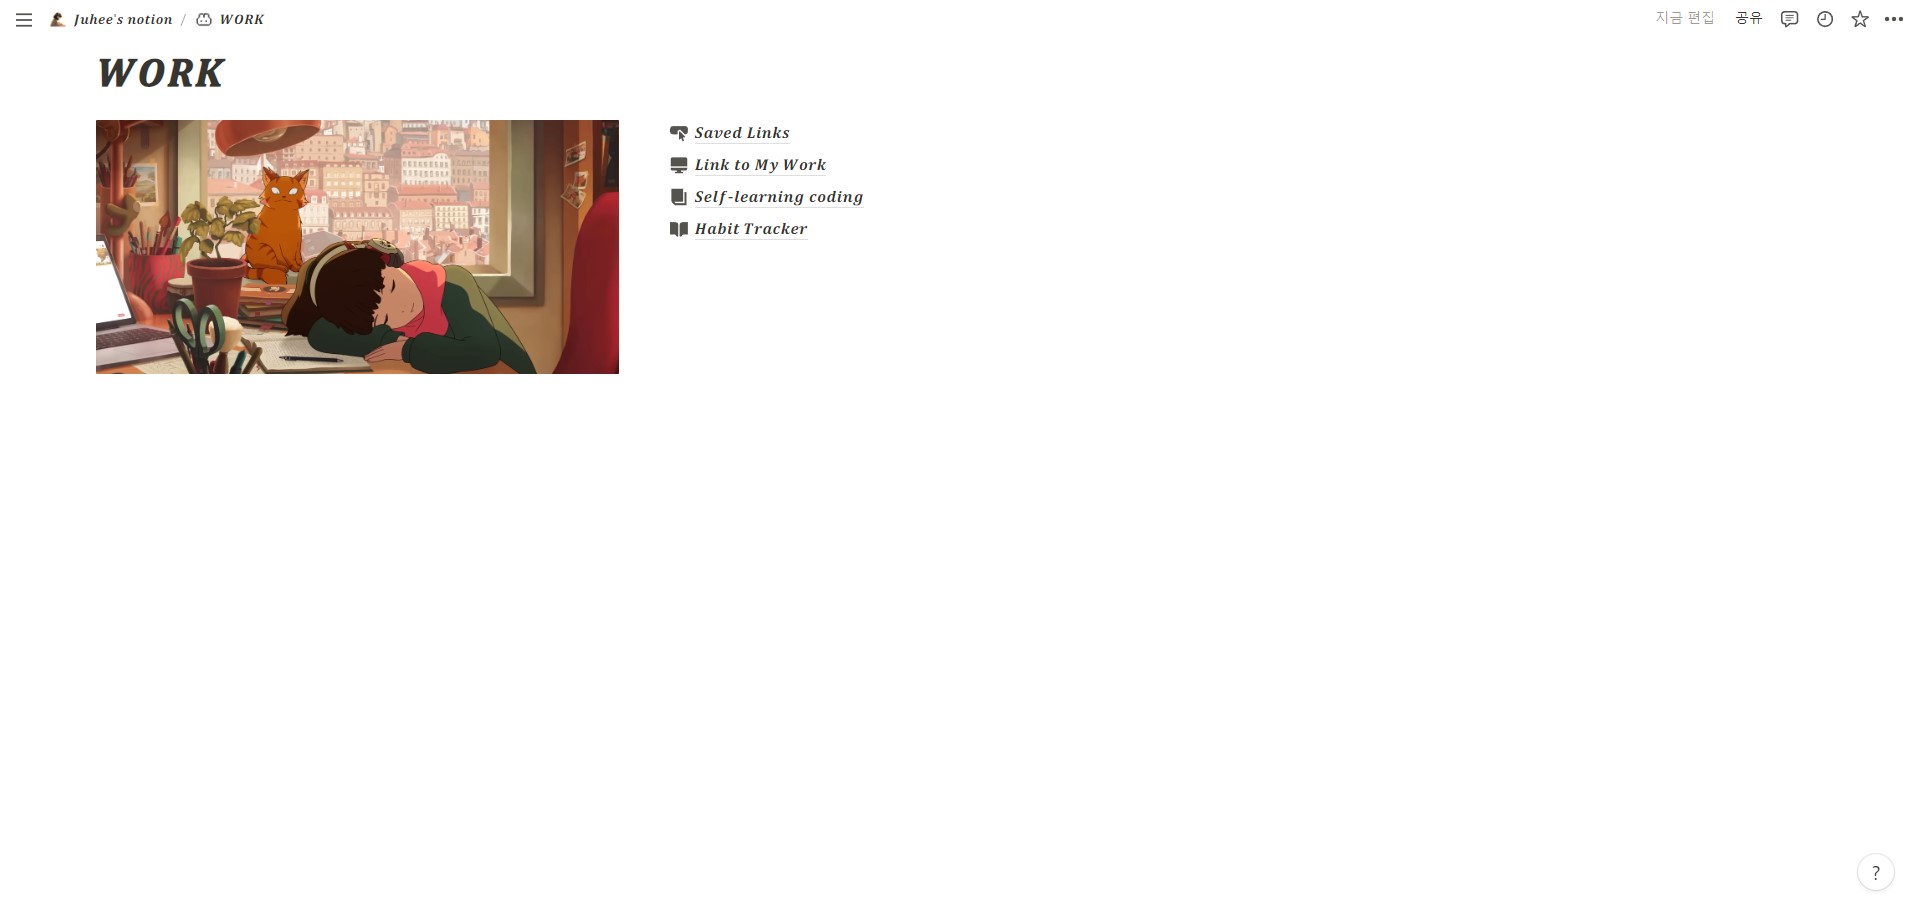 Juhee's notion / WORK
지금 편집 공유
WORK
Saved Links
Link to My Work
Self-learning coding
Habit Tracker
?